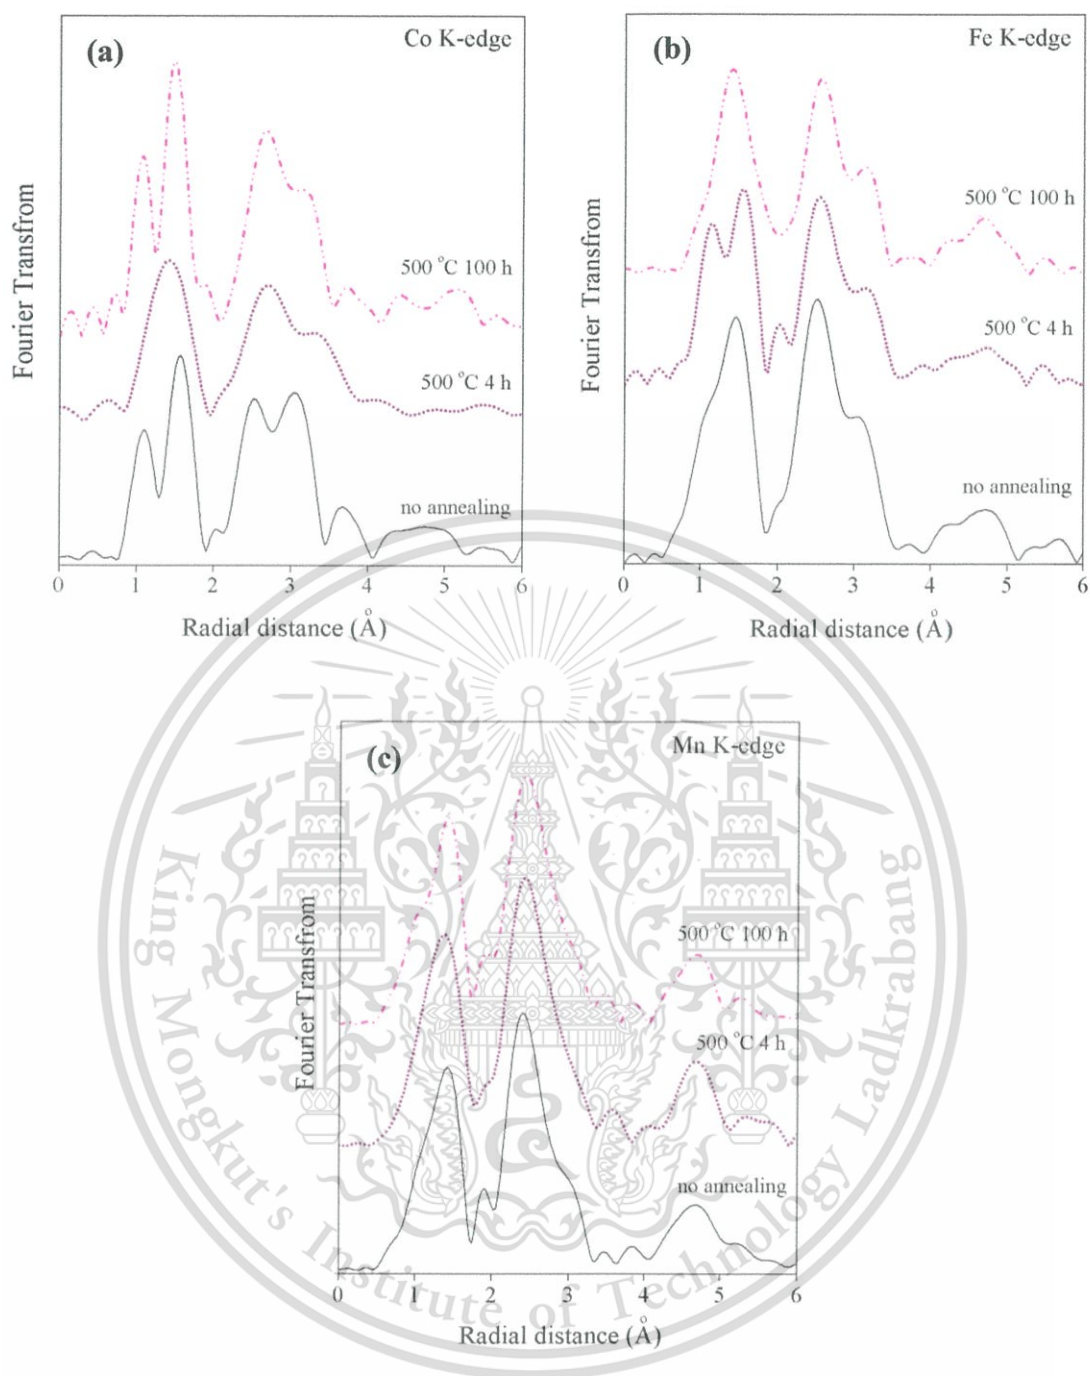 (a)
Co K-edge
Fourier Transfrom
500 °C 100 h
500 °C 4 h
no annealing
0 1 2 3 4 5 6
Radial distance (Å)
(b)
Fe K-edge
Fourier Transfrom
500 °C 100 h
500 °C 4 h
no annealing
0 1 2 3 4 5 6
Radial distance (Å)
(c)
Mn K-edge
Fourier Transfrom
500 °C 100 h
500 °C 4 h
no annealing
0 1 2 3 4 5 6
Radial distance (Å)
King Mongkut's Institute of Technology Ladkrabang